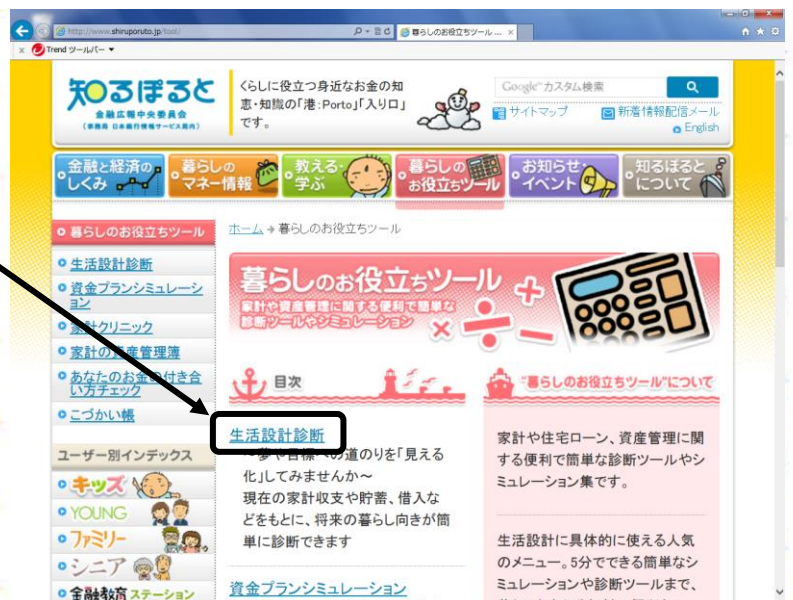 http://www.shiruporuto.jp/tool/
暮らしのお役立ちツール ...
Trend ツールバー
知るぽると
金融広報中央委員会
(事務局 日本銀行情報サービス局内)
くらしに役立つ身近なお金の知
恵・知識の「港:Porto」「入り口」
です。
Google カスタム検索
サイトマップ
新着情報配信メール
English
金融と経済の
しくみ
暮らしの
マネー情報
教える・
学ぶ
暮らしの
お役立ちツール
お知らせ・
イベント
知るぽると
について
暮らしのお役立ちツール
生活設計診断
資金プランシミュレーシ
ョン
家計クリニック
家計の資産管理簿
あなたのお金の付き合
い方チェック
こづかい帳
ユーザー別インデックス
キッズ
YOUNG
ファミリー
シニア
金融教育 ステーション
ホーム → 暮らしのお役立ちツール
暮らしのお役立ちツール
家計や資産管理に関する便利で簡単な
診断ツールやシミュレーション
目次
生活設計診断
～夢や目標への道のりを「見える
化」してみませんか～
現在の家計収支や貯蓄、借入な
どをもとに、将来の暮らし向きが簡
単に診断できます
資金プランシミュレーション
"暮らしのお役立ちツール"について
家計や住宅ローン、資産管理に関
する便利で簡単な診断ツールやシ
ミュレーション集です。
生活設計に具体的に使える人気
のメニュー。5分でできる簡単なシ
ミュレーションや診断ツールまで、